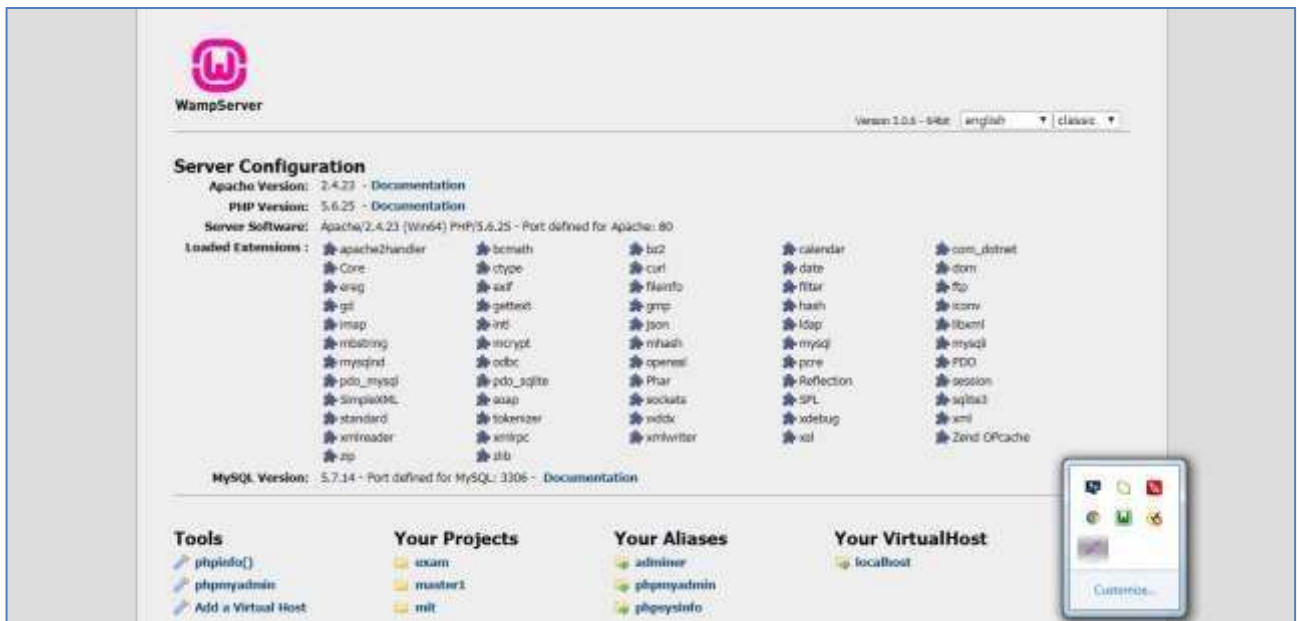 WampServer
Version 3.0.6 - 64bit english classic
Server Configuration
Apache Version: 2.4.23 - Documentation
PHP Version: 5.6.25 - Documentation
Server Software: Apache/2.4.23 (Win64) PHP/5.6.25 - Port defined for Apache: 80
Loaded Extensions : apache2handler bcmath bz2 calendar com_dotnet
Core ctype curl date dom
ereg exif fileinfo filter ftp
gd gettext gmp hash iconv
imap intl json ldap libxml
mbstring mcrypt mhash mysql mysqli
mysqlnd odbc openssl pcre PDO
pdo_mysql pdo_sqlite Phar Reflection session
SimpleXML soap sockets SPL sqlite3
standard tokenizer wddx xdebug xml
xmlreader xmlrpc xmlwriter xsl Zend OPcache
zip zlib
MySQL Version: 5.7.14 - Port defined for MySQL: 3306 - Documentation
Tools Your Projects Your Aliases Your VirtualHost
phpinfo() exam adminer localhost
phpmyadmin master1 phpmyadmin
Add a Virtual Host mit phpsysinfo
Customize...